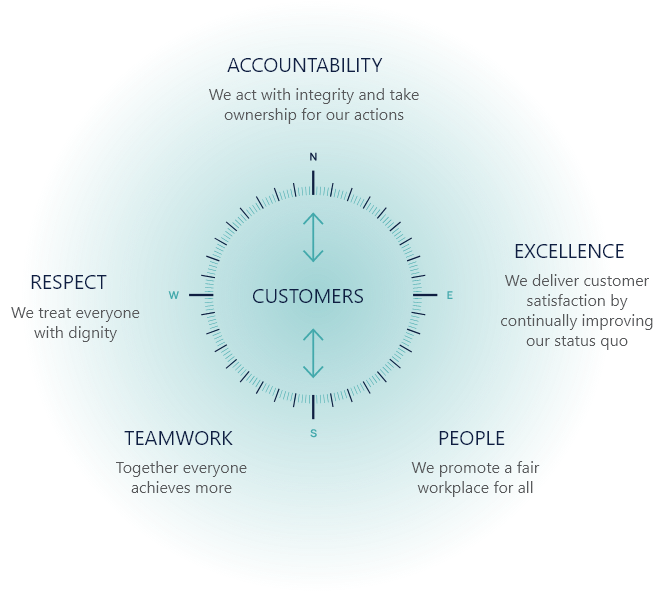 ACCOUNTABILITY
We act with integrity and take
ownership for our actions
N
EXCELLENCE
We deliver customer
satisfaction by
continually improving
our status quo
RESPECT
We treat everyone
with dignity
W
CUSTOMERS
E
S
TEAMWORK
Together everyone
achieves more
PEOPLE
We promote a fair
workplace for all